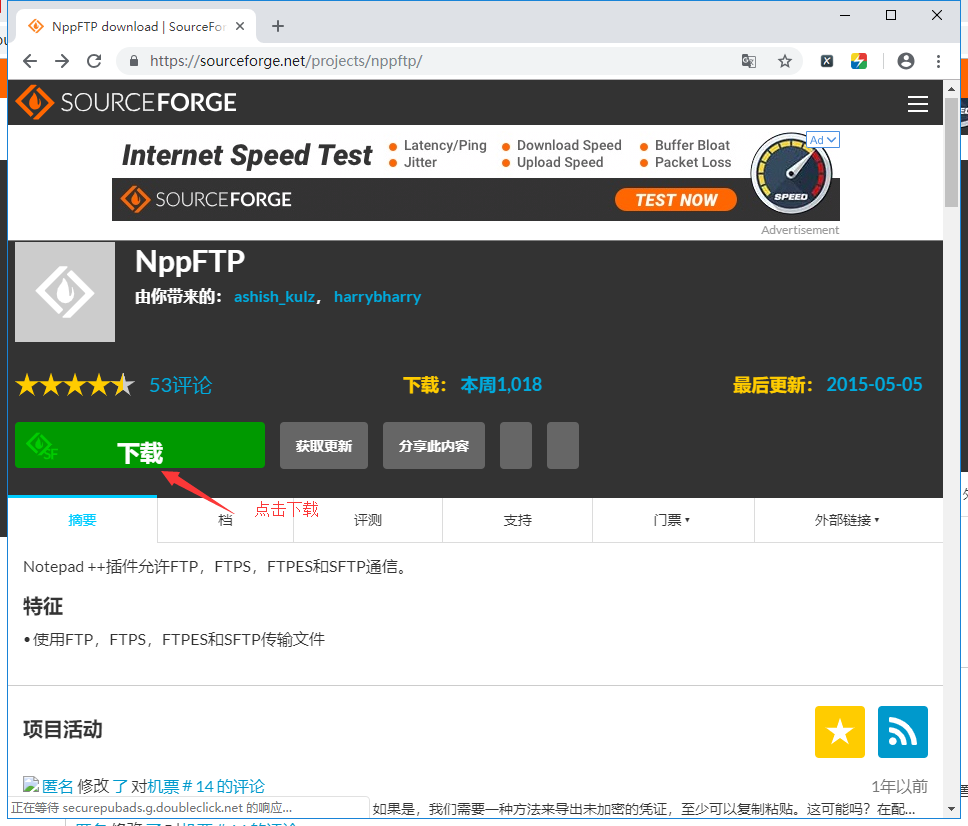 NppFTP download | SourceFor
https://sourceforge.net/projects/nppftp/
SOURCEFORGE
Internet Speed Test
Latency/Ping
Download Speed
Buffer Bloat
Jitter
Upload Speed
Packet Loss
Ad
SOURCEFORGE
TEST NOW
SPEED
Advertisement
NppFTP
由你带来的： ashish_kulz， harrybharry
53评论
下载： 本周1,018
最后更新： 2015-05-05
SF
下载
获取更新
分享此内容
点击下载
摘要
档
评测
支持
门票▾
外部链接▾
Notepad ++插件允许FTP，FTPS，FTPES和SFTP通信。
特征
•使用FTP，FTPS，FTPES和SFTP传输文件
项目活动
匿名 修改 了 对机票＃14 的评论
1年以前
正在等待 securepubads.g.doubleclick.net 的响应...
如果是，我们需要一种方法来导出未加密的凭证，至少可以复制粘贴。这可能吗？在配...